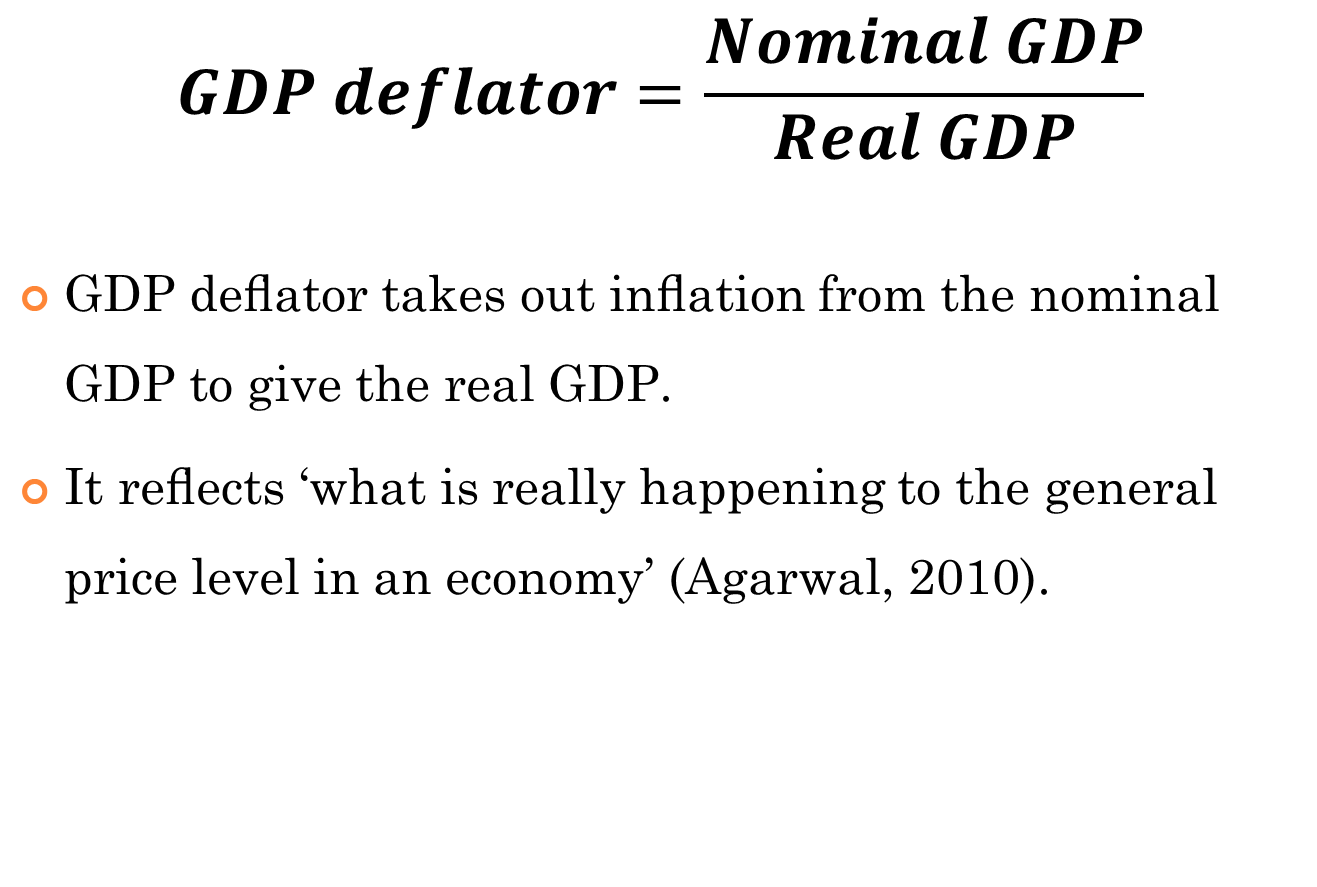 GDP deflator = Nominal GDP / Real GDP
GDP deflator takes out inflation from the nominal
GDP to give the real GDP.
It reflects ‘what is really happening to the general
price level in an economy’ (Agarwal, 2010).